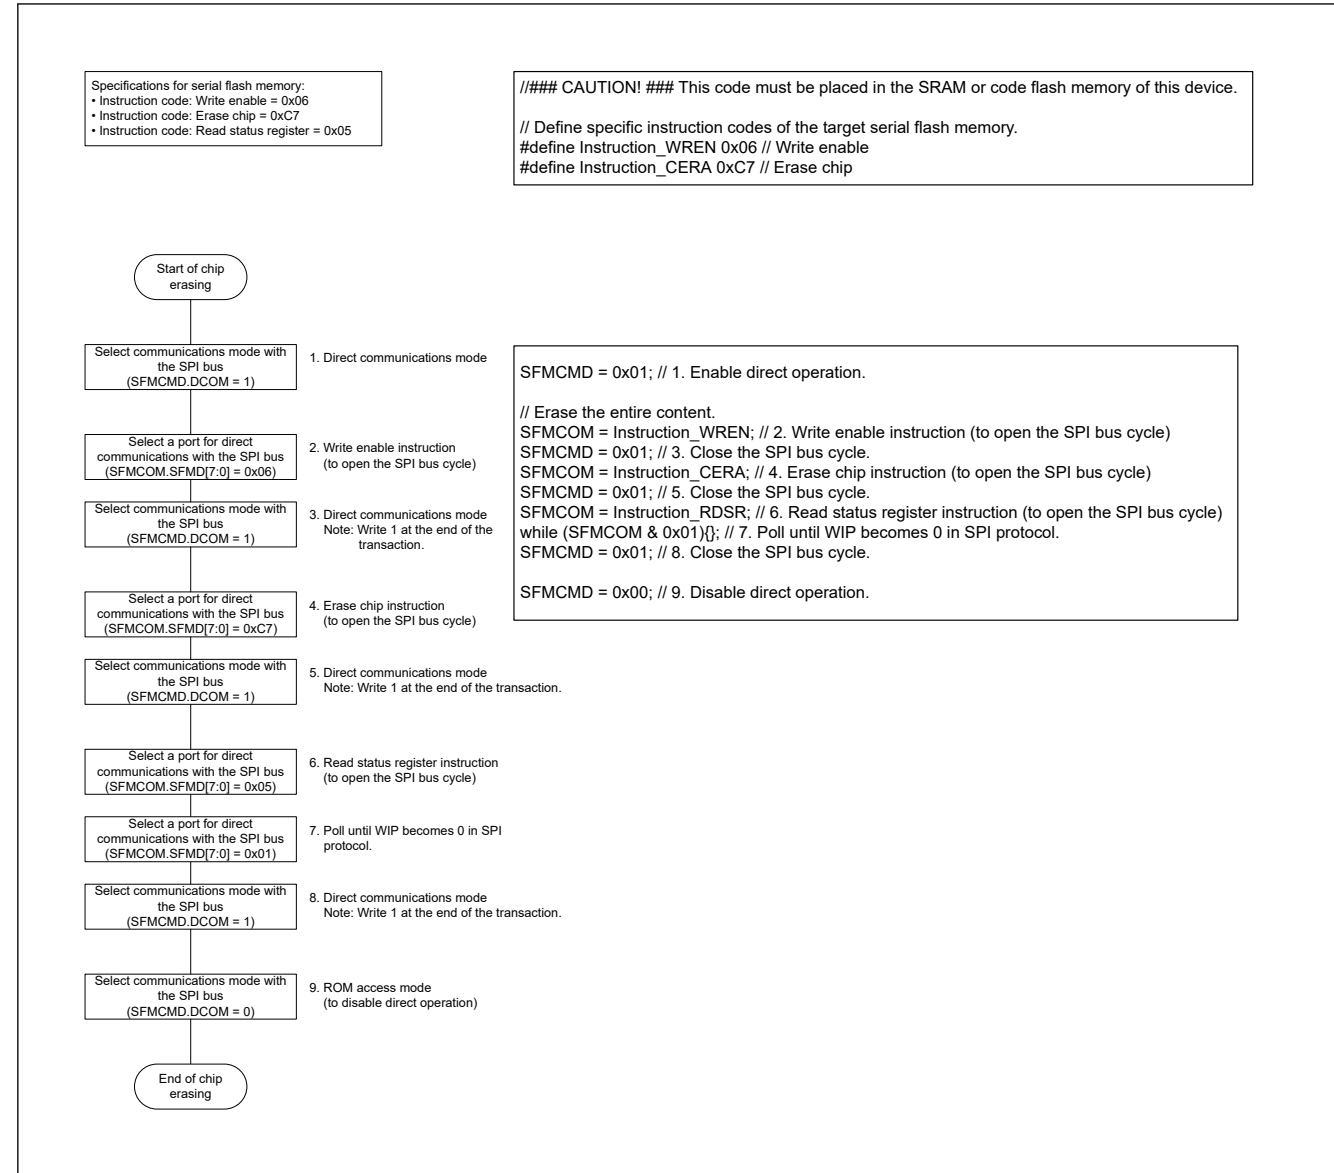 Specifications for serial flash memory:
• Instruction code: Write enable = 0x06
• Instruction code: Erase chip = 0xC7
• Instruction code: Read status register = 0x05
//### CAUTION! ### This code must be placed in the SRAM or code flash memory of this device.
// Define specific instruction codes of the target serial flash memory.
#define Instruction_WREN 0x06 // Write enable
#define Instruction_CERA 0xC7 // Erase chip
Start of chip
erasing
Select communications mode with
the SPI bus
(SFMCMD.DCOM = 1)
1. Direct communications mode
Select a port for direct
communications with the SPI bus
(SFMCOM.SFMD[7:0] = 0x06)
2. Write enable instruction
(to open the SPI bus cycle)
Select communications mode with
the SPI bus
(SFMCMD.DCOM = 1)
3. Direct communications mode
Note: Write 1 at the end of the
transaction.
Select a port for direct
communications with the SPI bus
(SFMCOM.SFMD[7:0] = 0xC7)
4. Erase chip instruction
(to open the SPI bus cycle)
Select communications mode with
the SPI bus
(SFMCMD.DCOM = 1)
5. Direct communications mode
Note: Write 1 at the end of the transaction.
Select a port for direct
communications with the SPI bus
(SFMCOM.SFMD[7:0] = 0x05)
6. Read status register instruction
(to open the SPI bus cycle)
Select a port for direct
communications with the SPI bus
(SFMCOM.SFMD[7:0] = 0x01)
7. Poll until WIP becomes 0 in SPI
protocol.
Select communications mode with
the SPI bus
(SFMCMD.DCOM = 1)
8. Direct communications mode
Note: Write 1 at the end of the transaction.
Select communications mode with
the SPI bus
(SFMCMD.DCOM = 0)
9. ROM access mode
(to disable direct operation)
End of chip
erasing
SFMCMD = 0x01; // 1. Enable direct operation.
// Erase the entire content.
SFMCOM = Instruction_WREN; // 2. Write enable instruction (to open the SPI bus cycle)
SFMCMD = 0x01; // 3. Close the SPI bus cycle.
SFMCOM = Instruction_CERA; // 4. Erase chip instruction (to open the SPI bus cycle)
SFMCMD = 0x01; // 5. Close the SPI bus cycle.
SFMCOM = Instruction_RDSR; // 6. Read status register instruction (to open the SPI bus cycle)
while (SFMCOM & 0x01){}; // 7. Poll until WIP becomes 0 in SPI protocol.
SFMCMD = 0x01; // 8. Close the SPI bus cycle.
SFMCMD = 0x00; // 9. Disable direct operation.